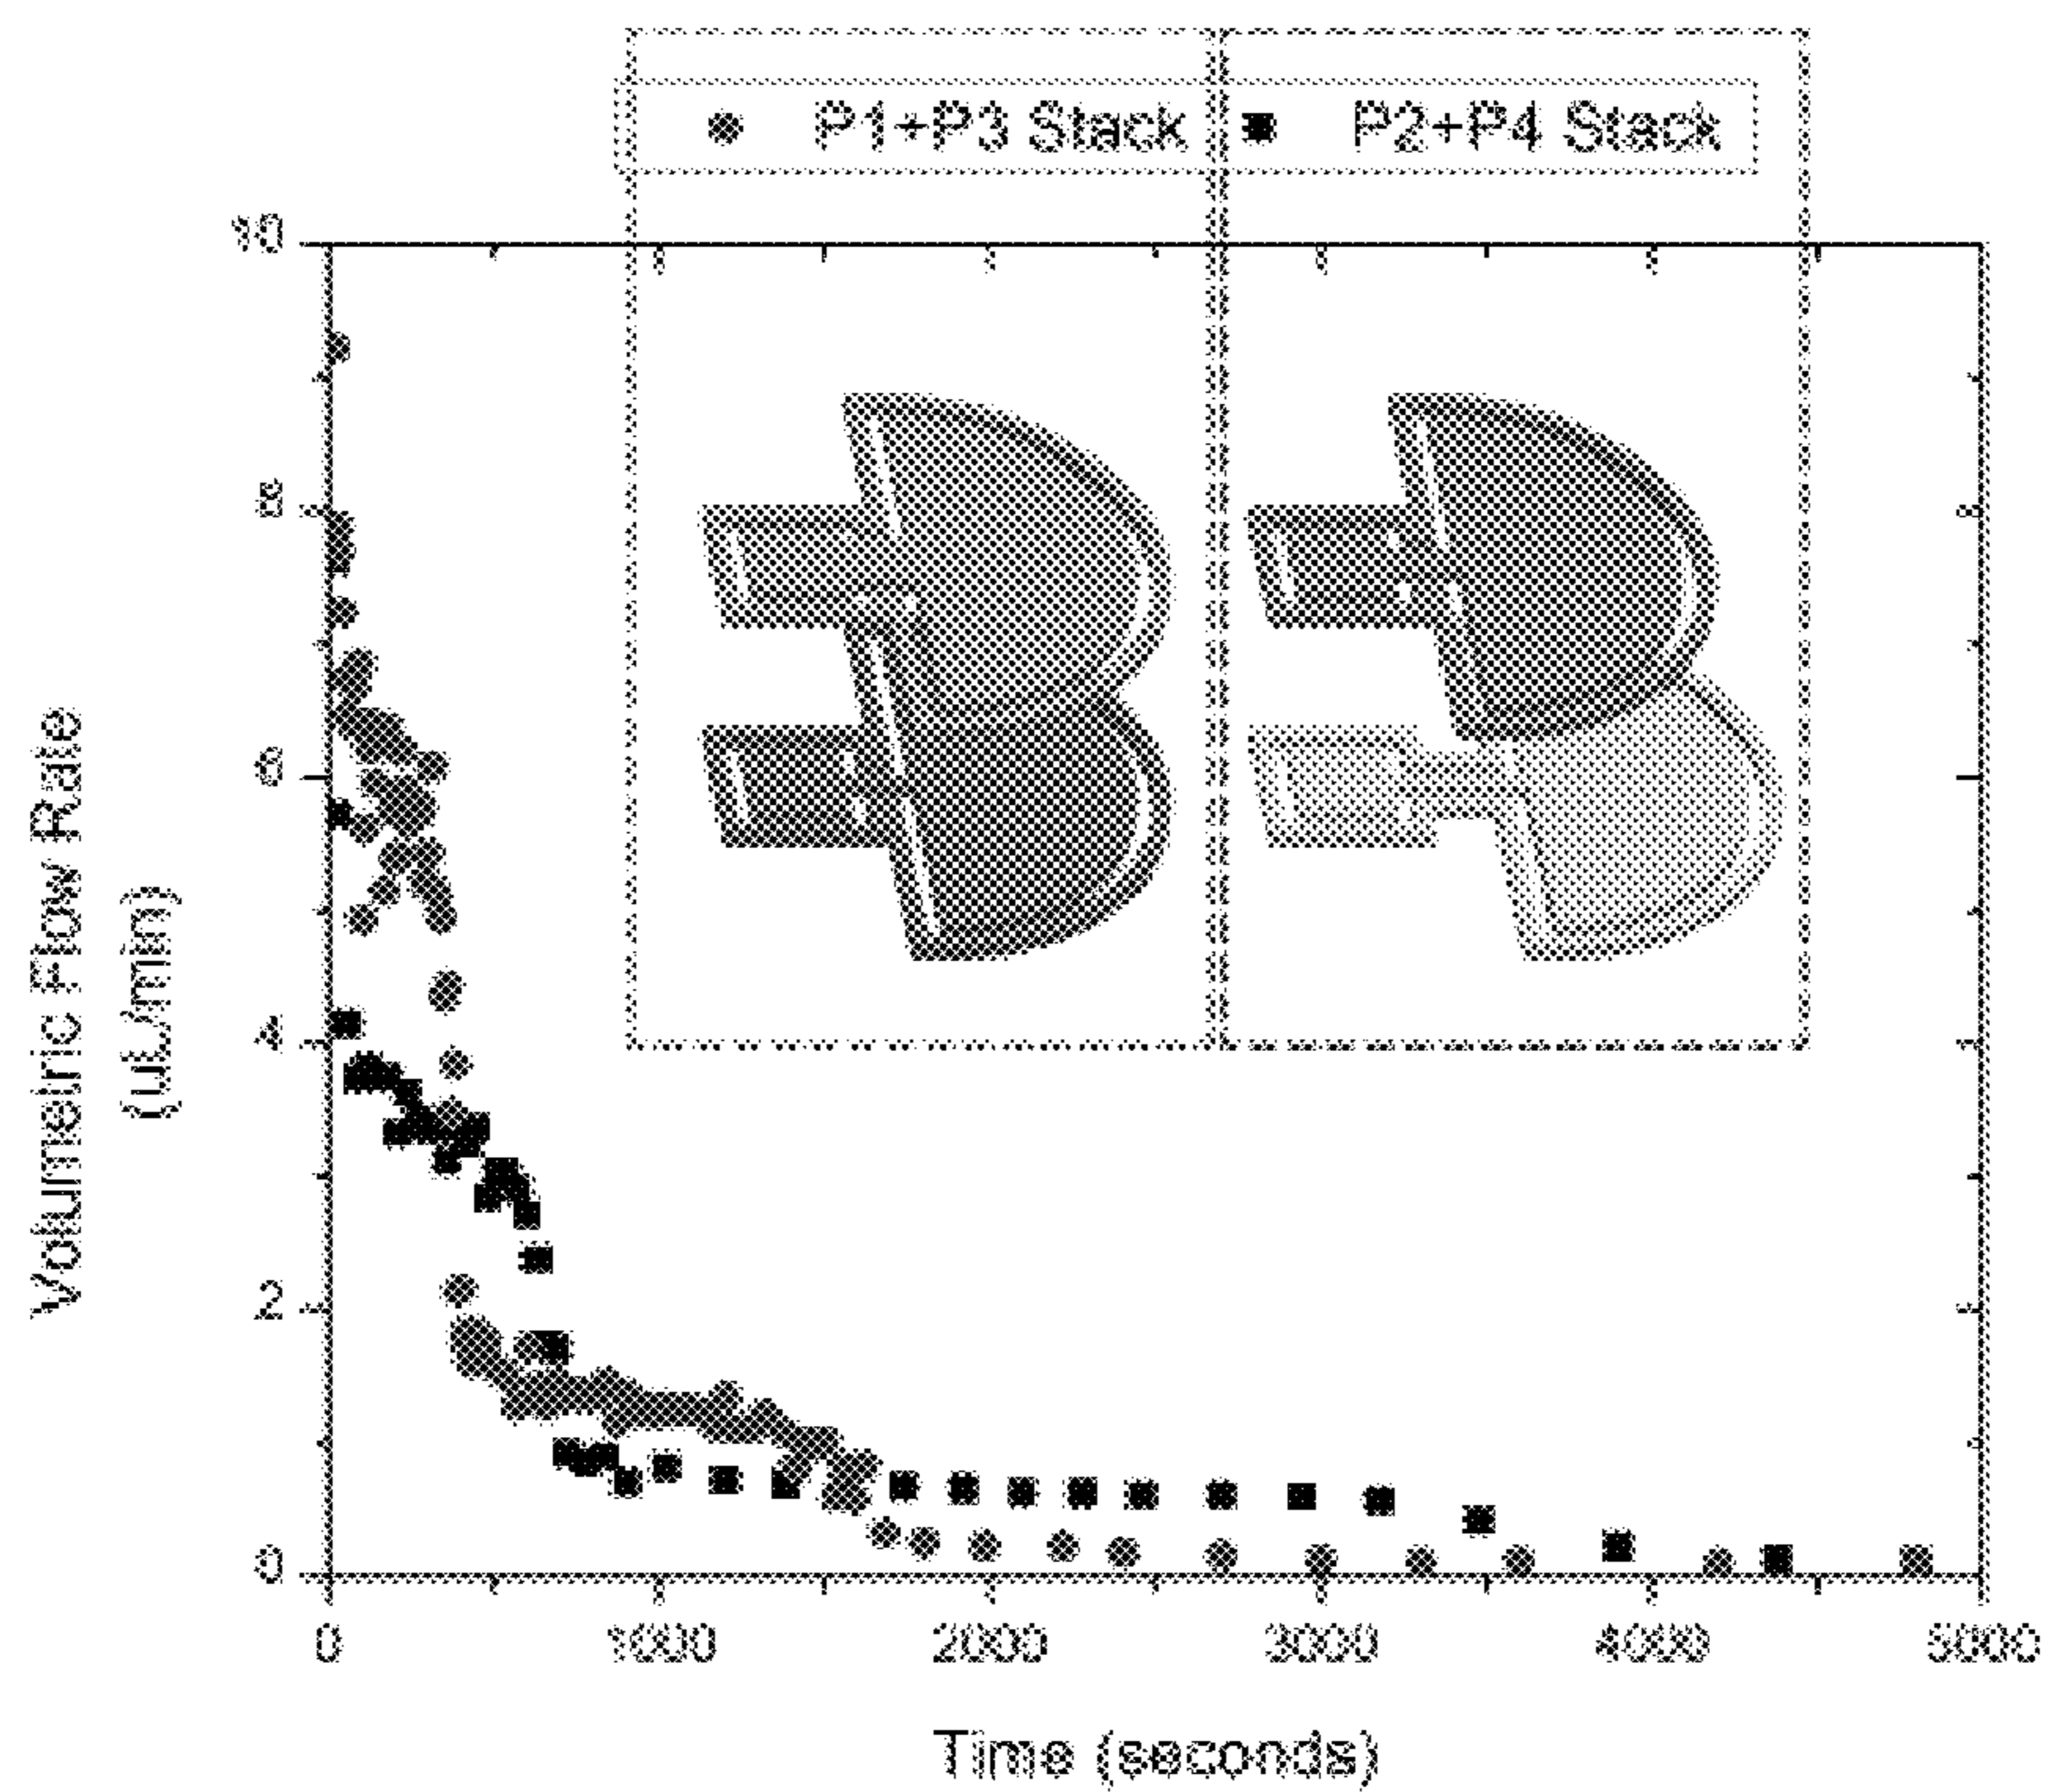 P1+P3 Stack P2+P4 Stack
10
8
6
4
2
0
Volumetric Flow Rate
(uL/min)
0 1000 2000 3000 4000 5000
Time (seconds)